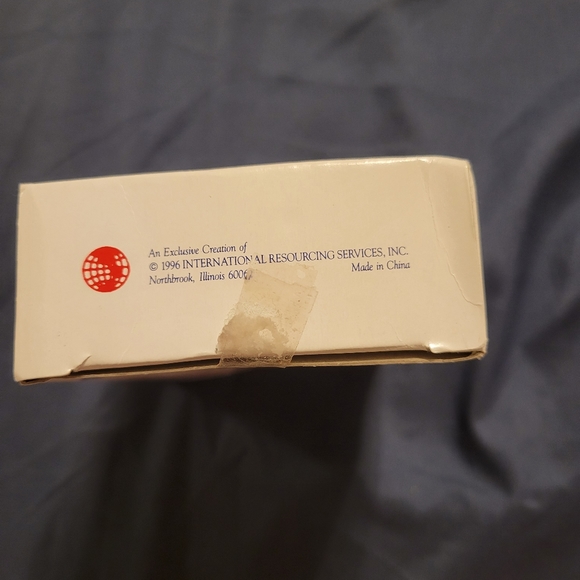 An Exclusive Creation of
© 1996 INTERNATIONAL RESOURCING SERVICES, INC.
Northbrook, Illinois Made in China